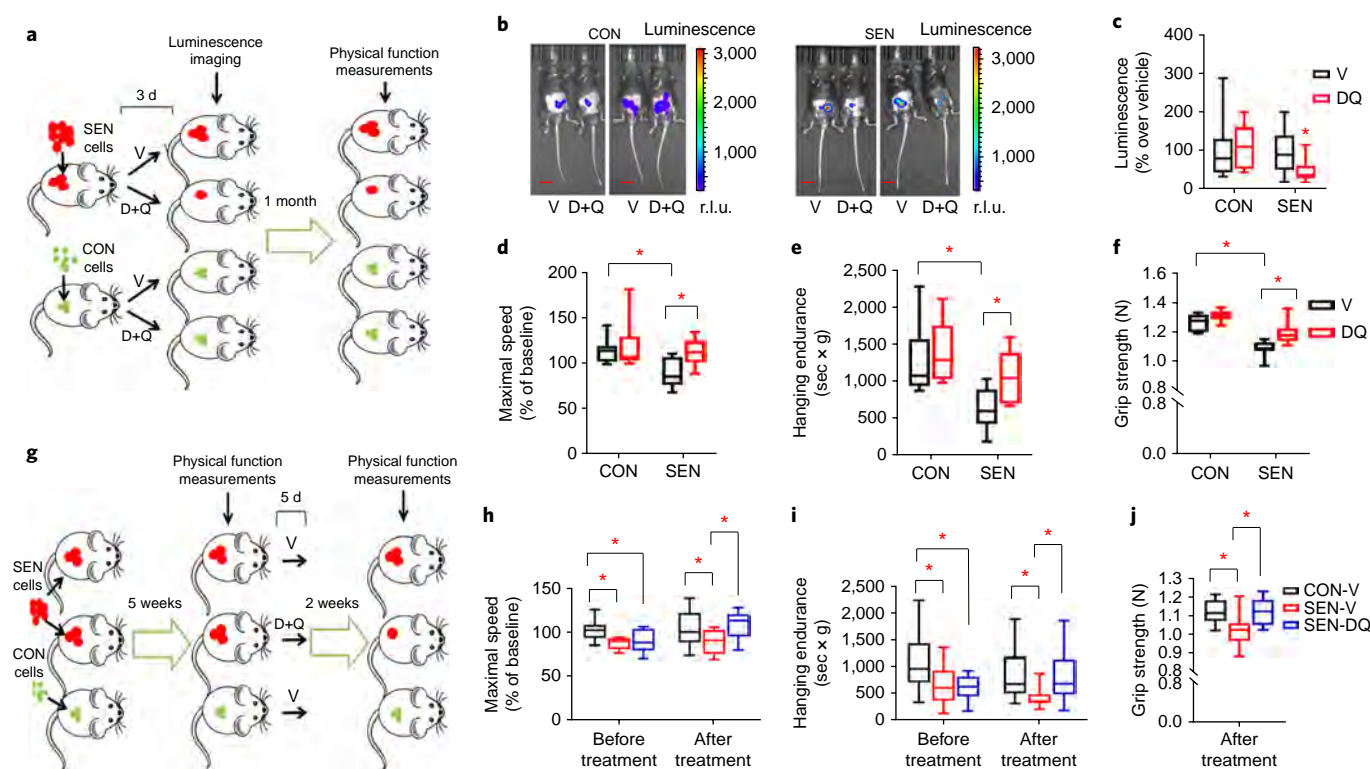 a
Luminescence
imaging
Physical function
measurements
3 d
SEN
cells
V
D+Q
1 month
CON
cells
V
D+Q
b
CON
Luminescence
3,000
2,000
1,000
V D+Q V D+Q r.l.u.
SEN
Luminescence
3,000
2,000
1,000
V D+Q V D+Q r.l.u.
c
Luminescence
(% over vehicle)
400
300
200
100
0
*
CON SEN
V
DQ
d
Maximal speed
(% of baseline)
200
150
100
50
0
*
*
CON SEN
e
Hanging endurance
(sec × g)
2,500
2,000
1,500
1,000
500
0
*
*
CON SEN
f
Grip strength (N)
1.6
1.4
1.2
1.0
0.8
0.8
0.0
*
*
CON SEN
V
DQ
g
Physical function
measurements
Physical function
measurements
5 d
V
SEN
cells
5 weeks
D+Q
2 weeks
CON
cells
V
h
Maximal speed
(% of baseline)
150
100
50
0
*
*
*
*
Before
treatment
After
treatment
i
Hanging endurance
(sec × g)
2,500
2,000
1,500
1,000
500
0
*
*
*
*
Before
treatment
After
treatment
j
Grip strength (N)
1.3
1.2
1.1
1.0
0.9
0.8
0.8
0.0
*
*
After
treatment
CON-V
SEN-V
SEN-DQ